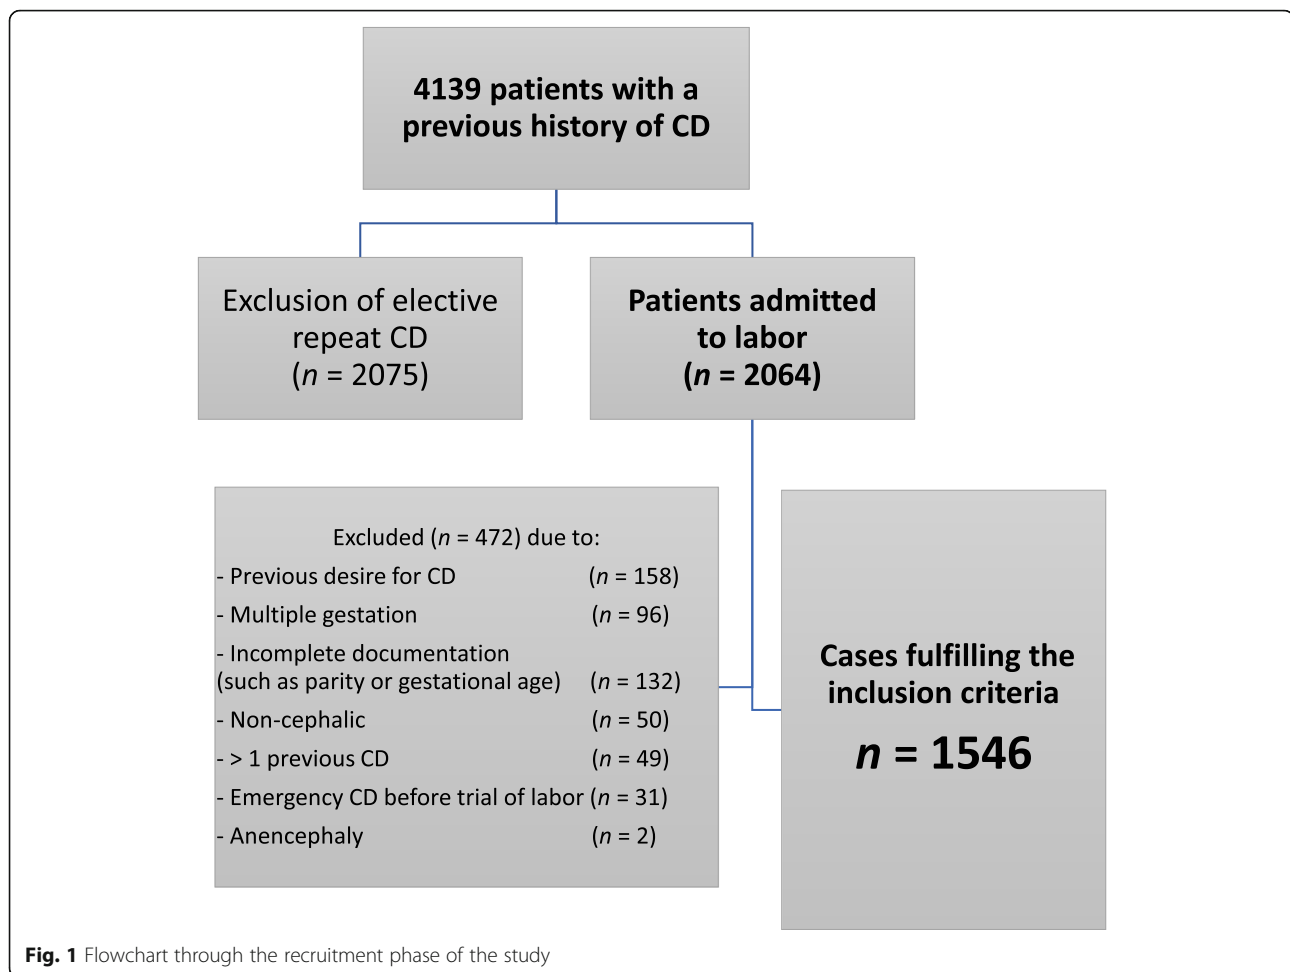 4139 patients with a
previous history of CD
Exclusion of elective
repeat CD
(n = 2075)
Patients admitted
to labor
(n = 2064)
Excluded (n = 472) due to:
- Previous desire for CD (n = 158)
- Multiple gestation (n = 96)
- Incomplete documentation
(such as parity or gestational age) (n = 132)
- Non-cephalic (n = 50)
- > 1 previous CD (n = 49)
- Emergency CD before trial of labor (n = 31)
- Anencephaly (n = 2)
Cases fulfilling the
inclusion criteria
n = 1546
Fig. 1 Flowchart through the recruitment phase of the study